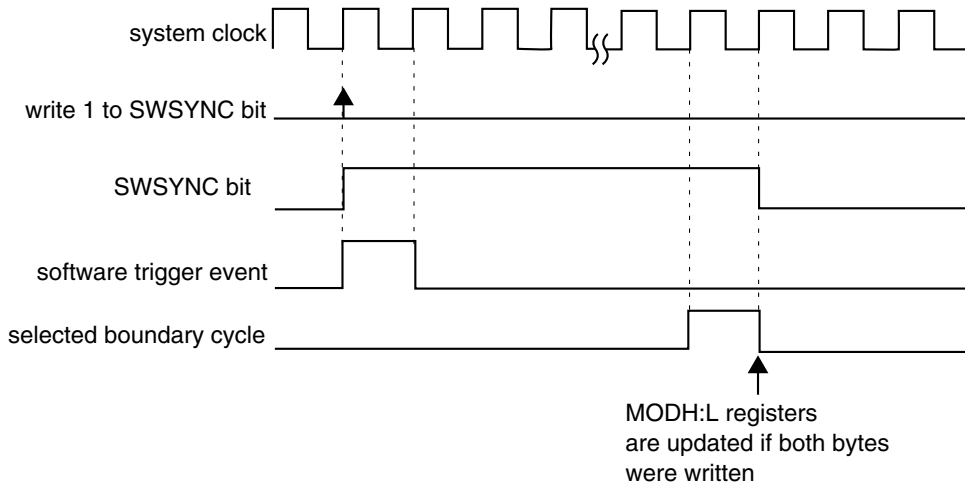 system clock
write 1 to SWSYNC bit
SWSYNC bit
software trigger event
selected boundary cycle
MODH:L registers
are updated if both bytes
were written